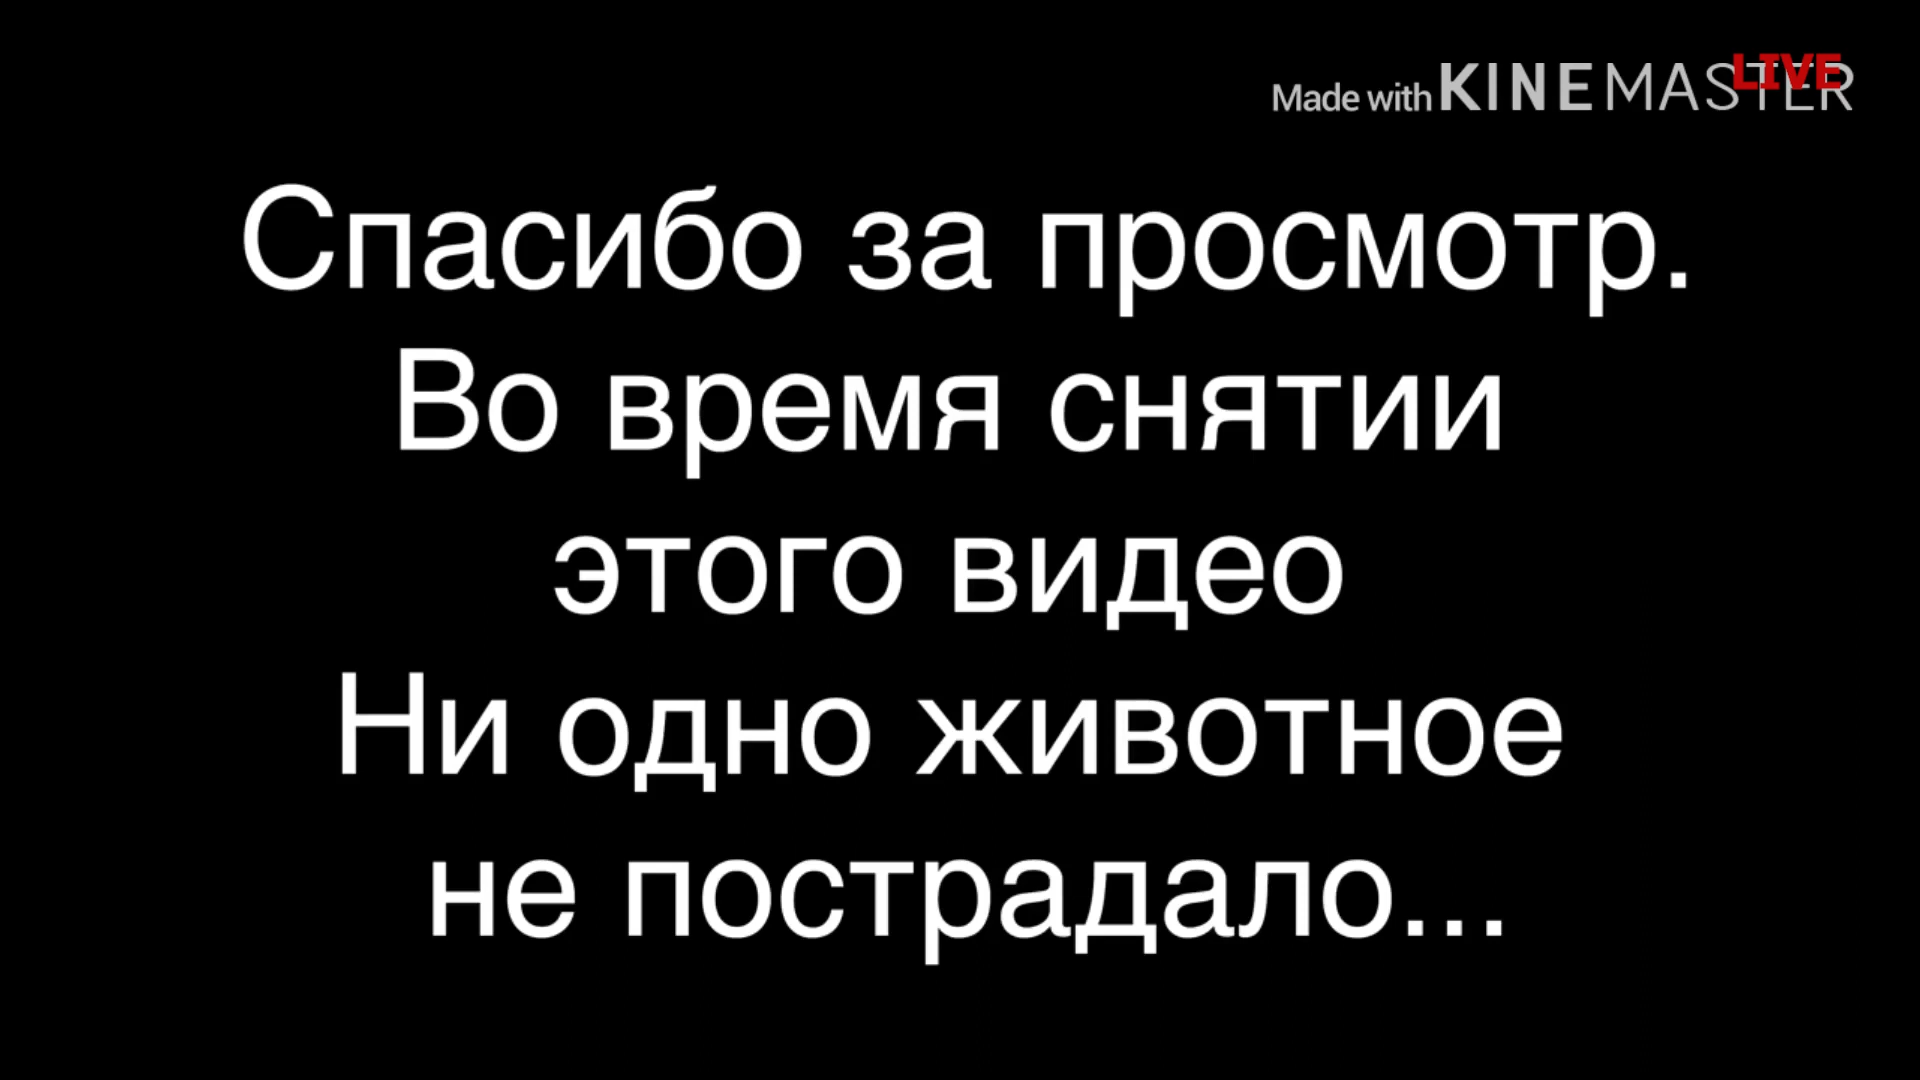 Made with KINEMASTER
LIVE
Спасибо за просмотр.
Во время снятии
этого видео
Ни одно животное
не пострадало...